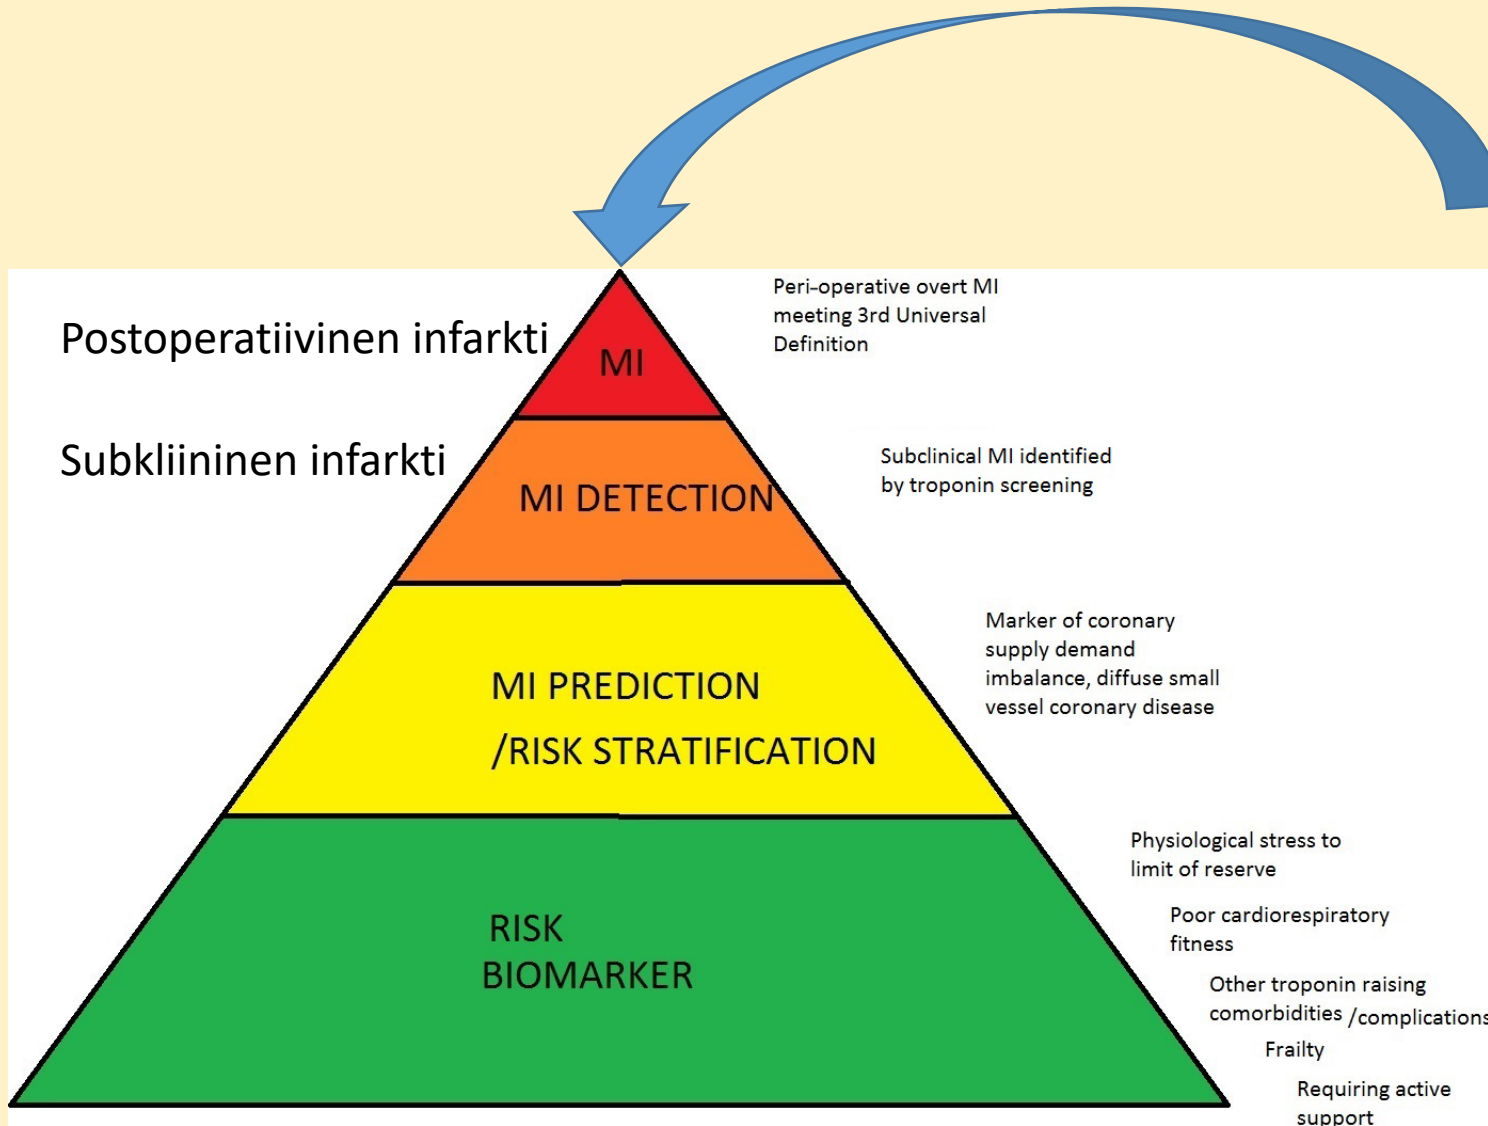 Postoperatiivinen infarkti
MI
Peri-operative overt MI
meeting 3rd Universal
Definition
Subkliininen infarkti
MI DETECTION
Subclinical MI identified
by troponin screening
MI PREDICTION
/RISK STRATIFICATION
Marker of coronary
supply demand
imbalance, diffuse small
vessel coronary disease
RISK
BIOMARKER
Physiological stress to
limit of reserve
Poor cardiorespiratory
fitness
Other troponin raising
comorbidities /complications
Frailty
Requiring active
support